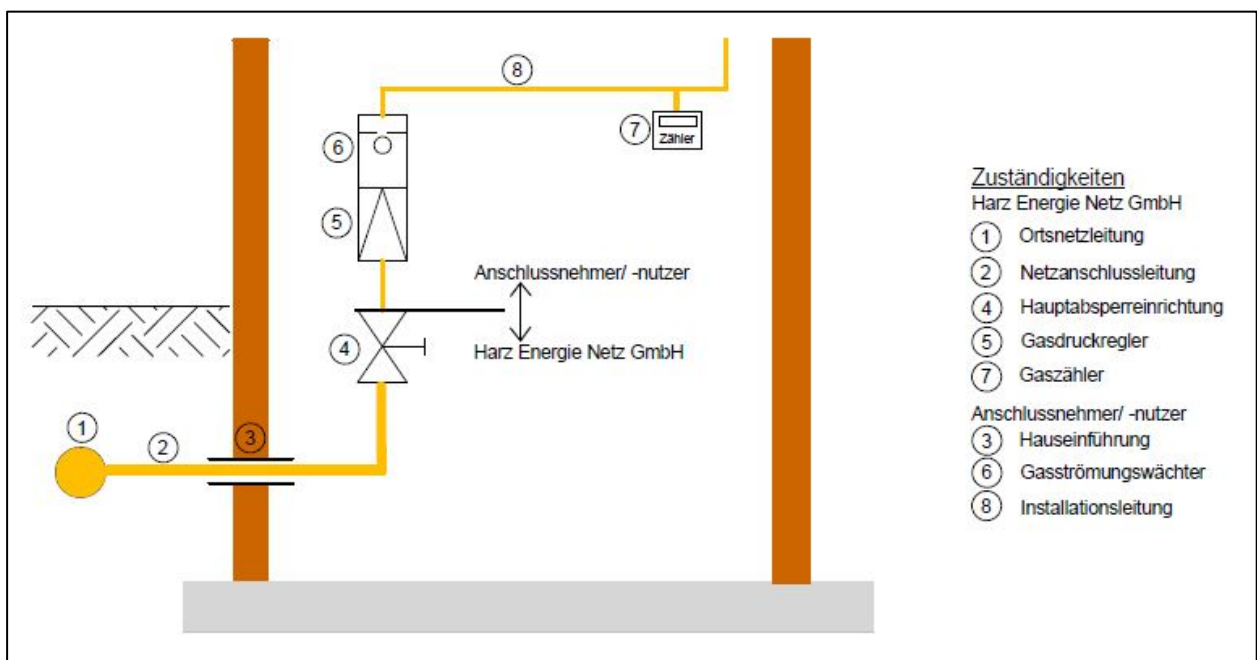 8
7
Zähler
6
5
Anschlussnehmer/ -nutzer
4
Harz Energie Netz GmbH
1
2
3
Zuständigkeiten
Harz Energie Netz GmbH
1 Ortsnetzleitung
2 Netzanschlussleitung
4 Hauptabsperreinrichtung
5 Gasdruckregler
7 Gaszähler
Anschlussnehmer/ -nutzer
3 Hauseinführung
6 Gasströmungswächter
8 Installationsleitung